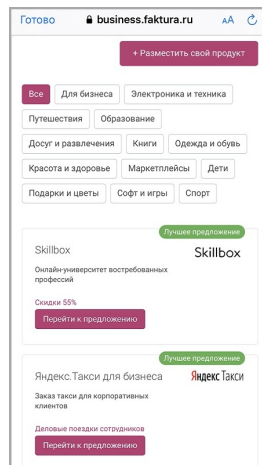 Готово business.faktura.ru AA
+ Разместить свой продукт
Все Для бизнеса Электроника и техника
Путешествия Образование
Досуг и развлечения Книги Одежда и обувь
Красота и здоровье Маркетплейсы Дети
Подарки и цветы Софт и игры Спорт
Лучшее предложение
Skillbox Skillbox
Онлайн-университет востребованных
профессий
Скидки 55%
Перейти к предложению
Лучшее предложение
Яндекс.Такси для бизнеса Яндекс Такси
Заказ такси для корпоративных
клиентов
Деловые поездки сотрудников
Перейти к предложению